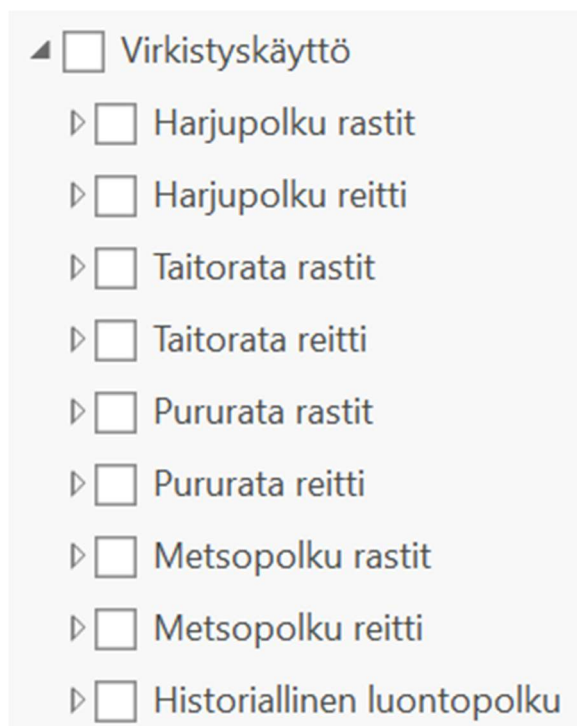 Virkistyskäyttö
Harjupolku rastit
Harjupolku reitti
Taitorata rastit
Taitorata reitti
Pururata rastit
Pururata reitti
Metsopolku rastit
Metsopolku reitti
Historiallinen luontopolku